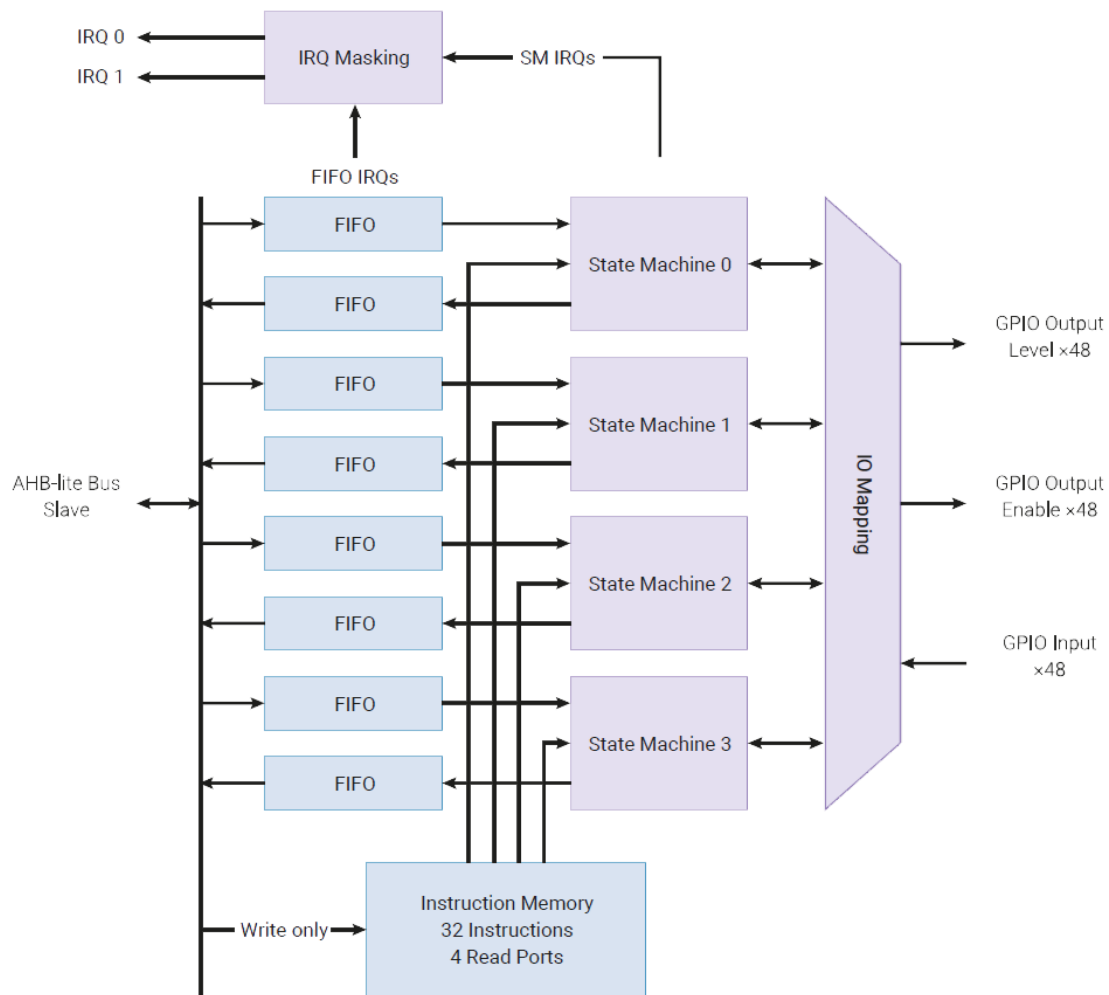 IRQ 0
IRQ 1
IRQ Masking
SM IRQs
FIFO IRQs
FIFO
FIFO
State Machine 0
FIFO
FIFO
State Machine 1
FIFO
FIFO
State Machine 2
FIFO
FIFO
State Machine 3
AHB-lite Bus
Slave
IO Mapping
GPIO Output
Level ×48
GPIO Output
Enable ×48
GPIO Input
×48
Write only
Instruction Memory
32 Instructions
4 Read Ports